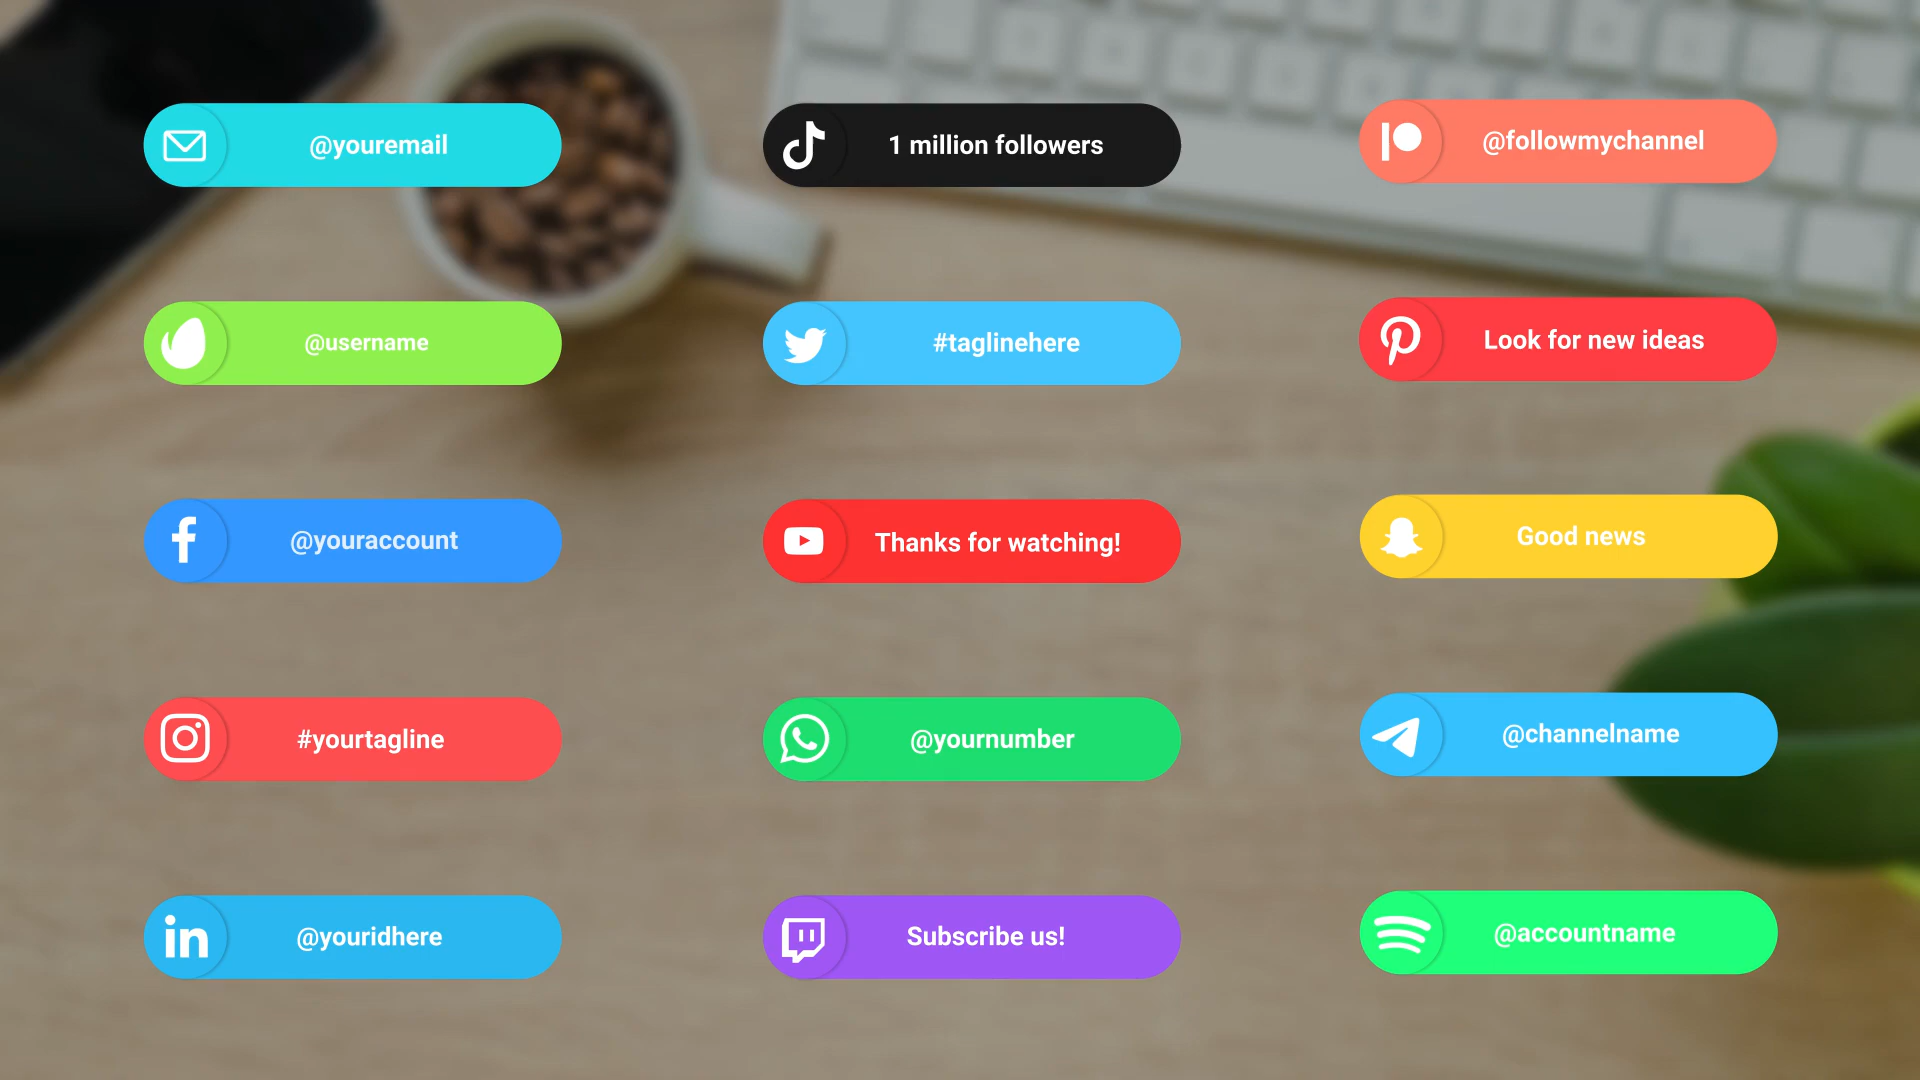 @youremail
1 million followers
@followmychannel
@username
#taglinehere
Look for new ideas
@youraccount
Thanks for watching!
Good news
#yourtagline
@yournumber
@channelname
in
@youridhere
Subscribe us!
@accountname